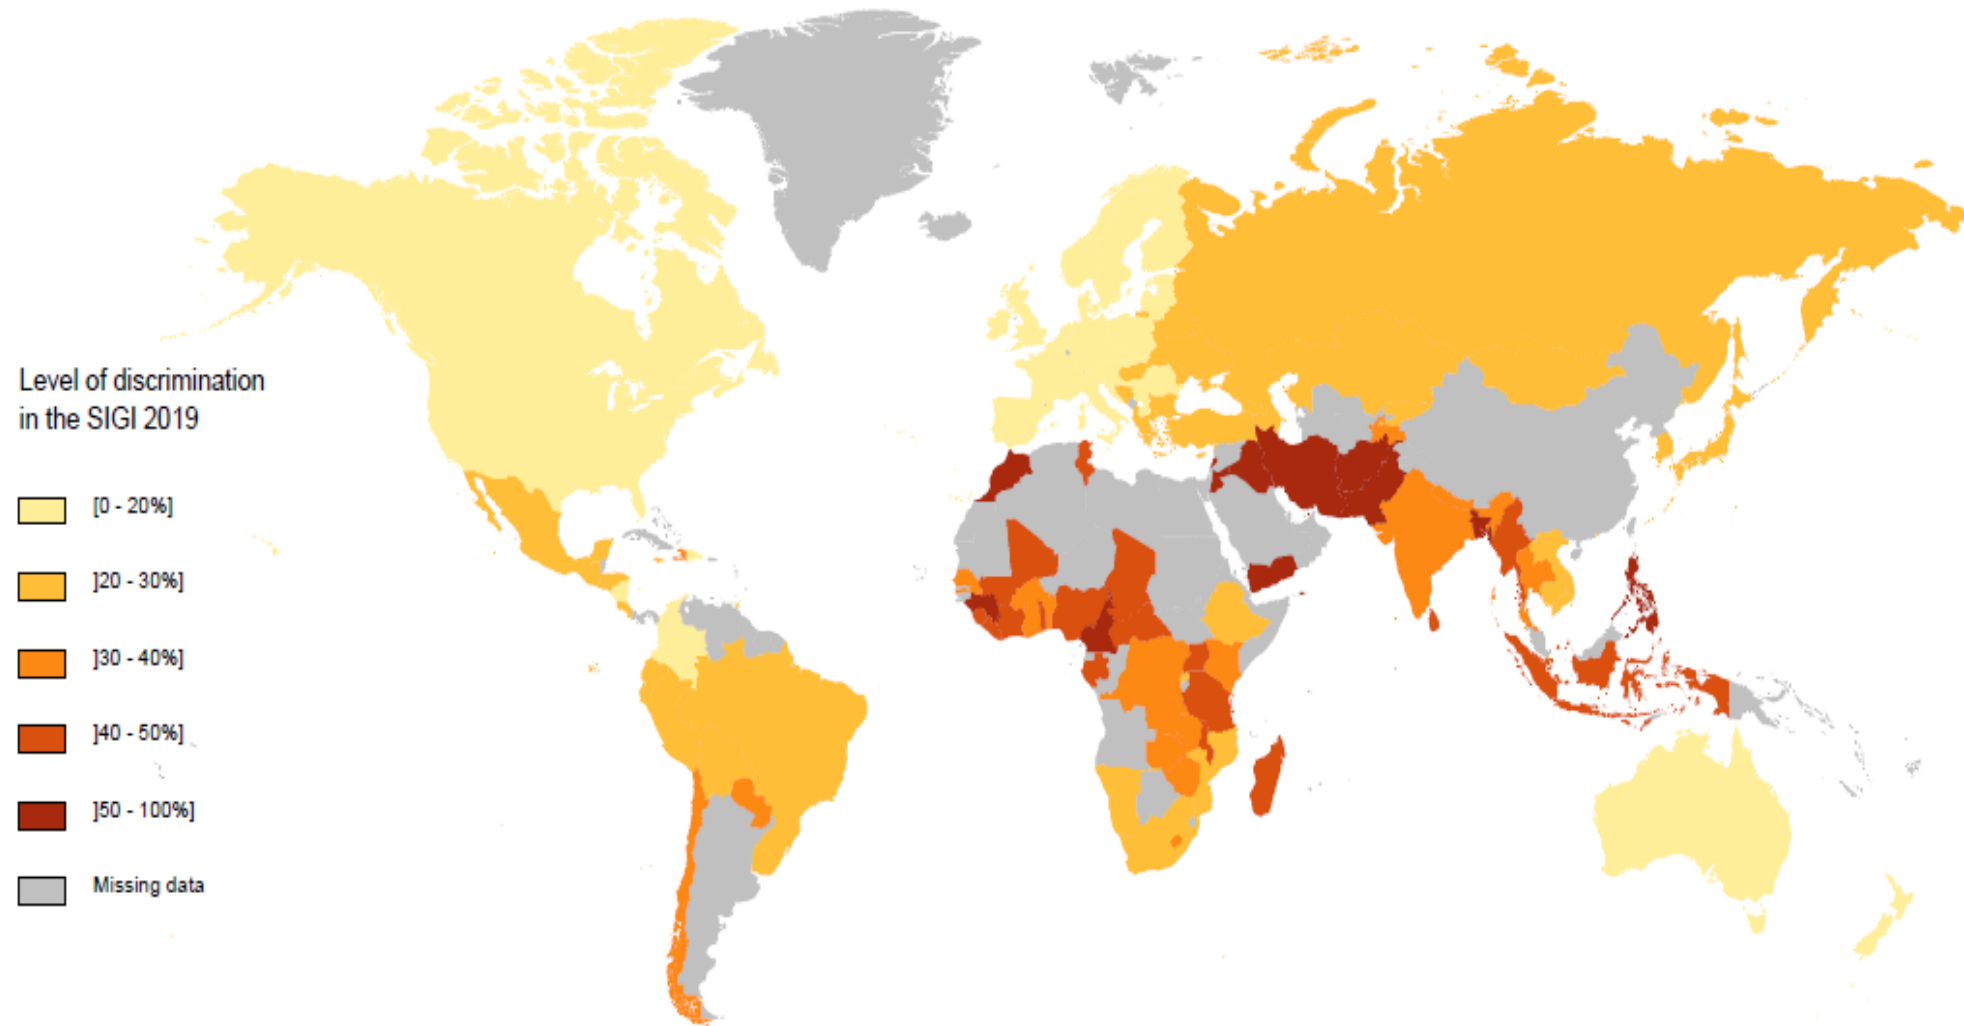 Level of discrimination
in the SIGI 2019
[0 - 20%]
]20 - 30%]
]30 - 40%]
]40 - 50%]
]50 - 100%]
Missing data